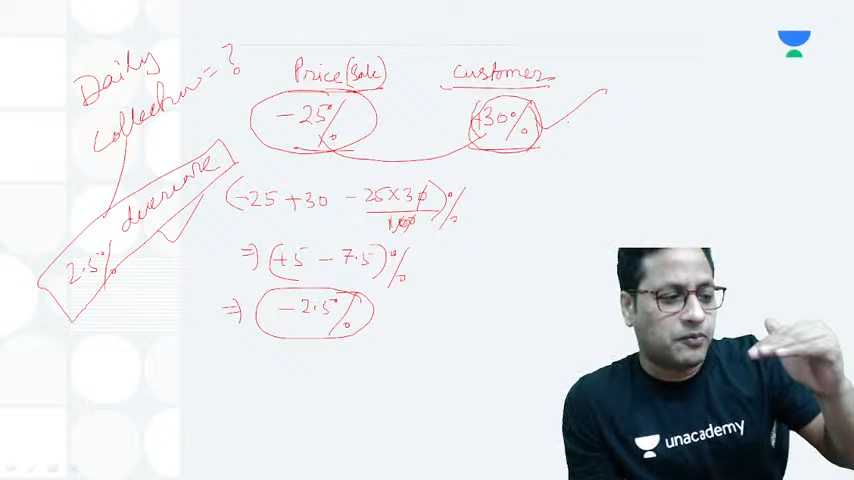 Daily
collection = ?
Price (Sale)
customer
-25%
+30%
(-25 + 30 - 25 × 30 / 100)%
⇒ (+5 - 7.5)%
⇒ -2.5%
2.5% decrease
unacademy